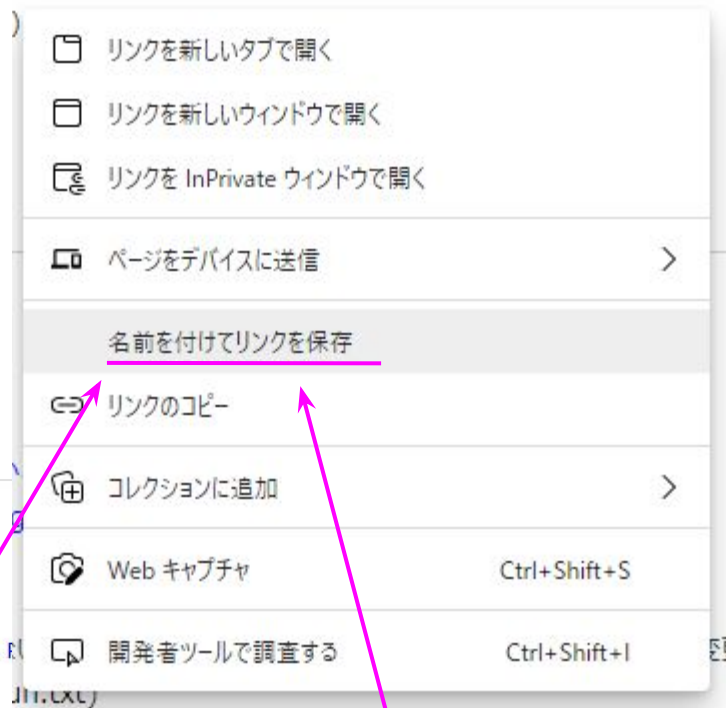 )
リンクを新しいタブで開く
リンクを新しいウィンドウで開く
リンクを InPrivate ウィンドウで開く
ページをデバイスに送信
名前を付けてリンクを保存
リンクのコピー
コレクションに追加
Web キャプチャ Ctrl+Shift+S
開発者ツールで調査する Ctrl+Shift+I
un.txt)